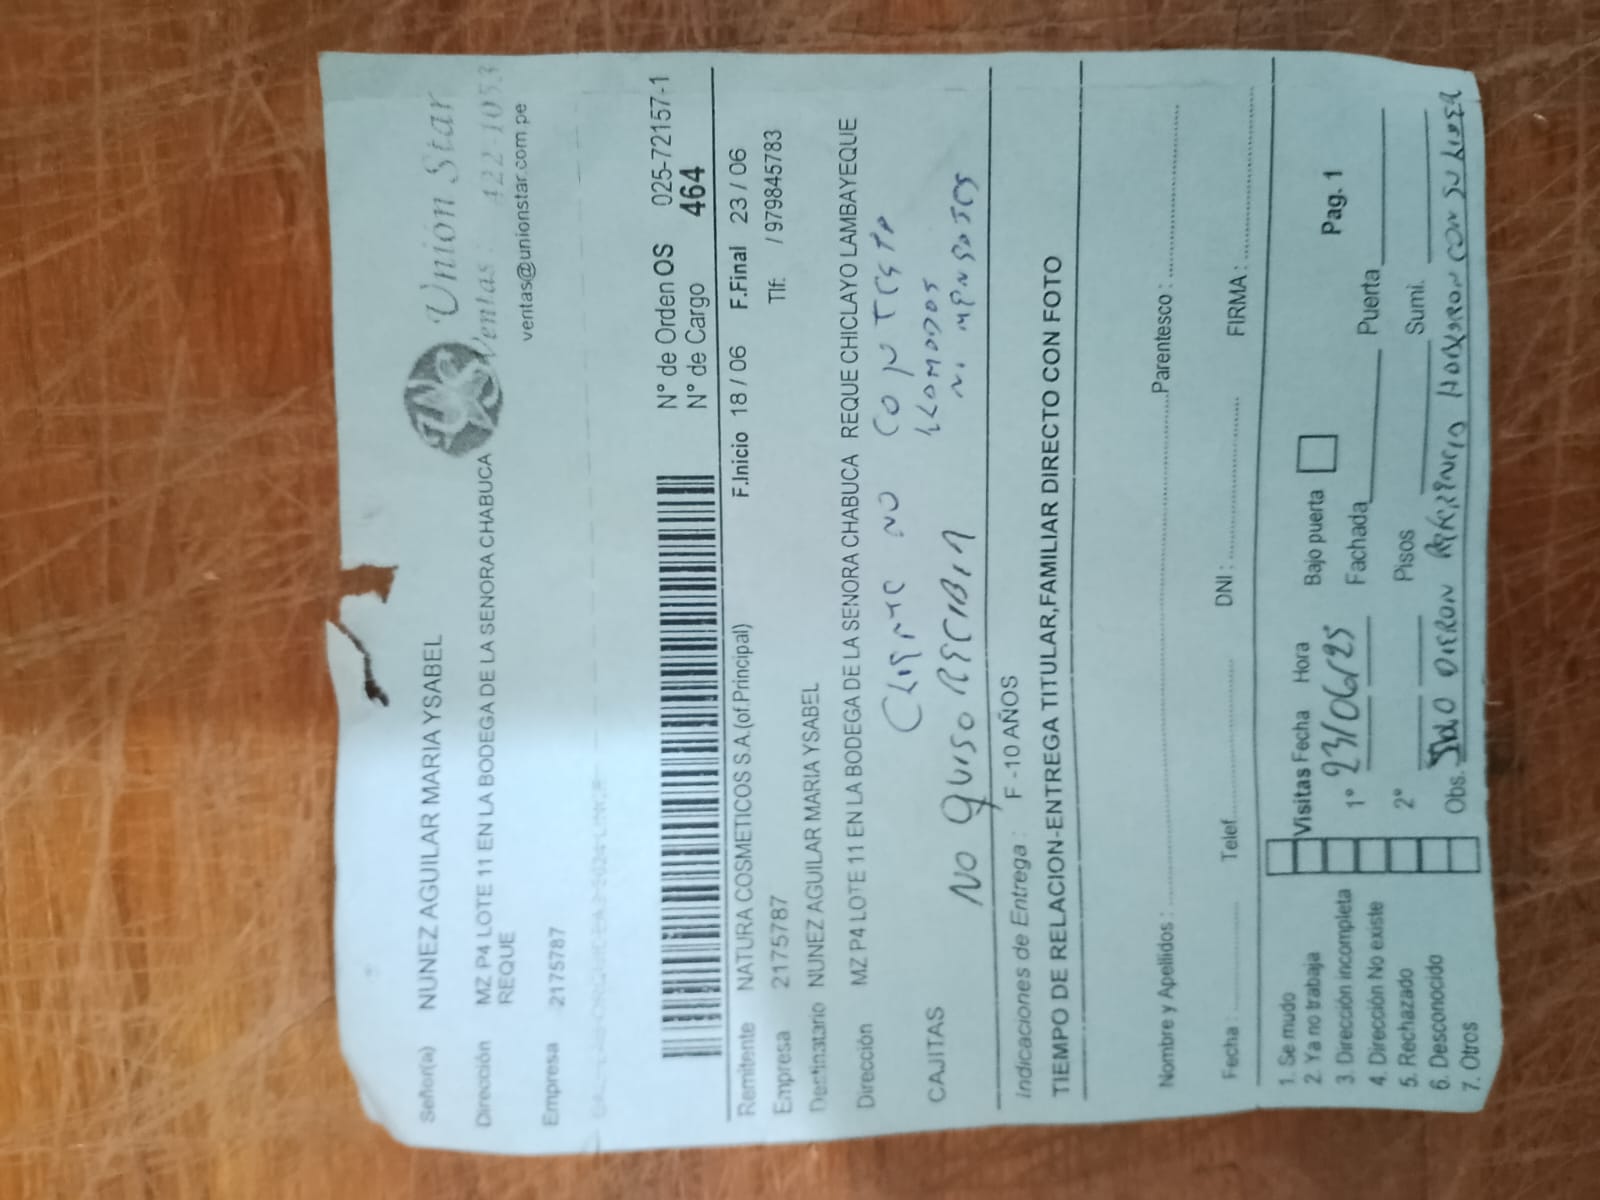 Señor(a) NUNEZ AGUILAR MARIA YSABEL
Unión Star
Dirección MZ P4 LOTE 11 EN LA BODEGA DE LA SENORA CHABUCA
REQUE
Ventas : 422-1053
ventas@unionstar.com.pe
Empresa 2175787
N° de Orden OS 025-72157-1
N° de Cargo 464
Remitente NATURA COSMETICOS S.A.(of.Principal) F.Inicio 18 / 06 F.Final 23 / 06
Empresa 2175787 Tlf: / 979845783
Destinatario NUNEZ AGUILAR MARIA YSABEL
Dirección MZ P4 LOTE 11 EN LA BODEGA DE LA SENORA CHABUCA REQUE CHICLAYO LAMBAYEQUE
CLIENTE NO CONTESTA
LLAMADAS
NI MENSAJES
CAJITAS
NO QUISO RECIBIR
Indicaciones de Entrega : F -10 AÑOS
TIEMPO DE RELACION-ENTREGA TITULAR,FAMILIAR DIRECTO CON FOTO
Nombre y Apellidos : Parentesco :
Fecha : Telef. DNI : FIRMA :
1. Se mudo
2. Ya no trabaja Visitas Fecha Hora Bajo puerta Pag. 1
3. Dirección incompleta 1° 23/06/25 Fachada Puerta
4. Dirección No existe
5. Rechazado 2° Pisos Sumi.
6. Desconocido
7. Otros Obs. SOLO DIERON REFERENCIA CON SU LIDER